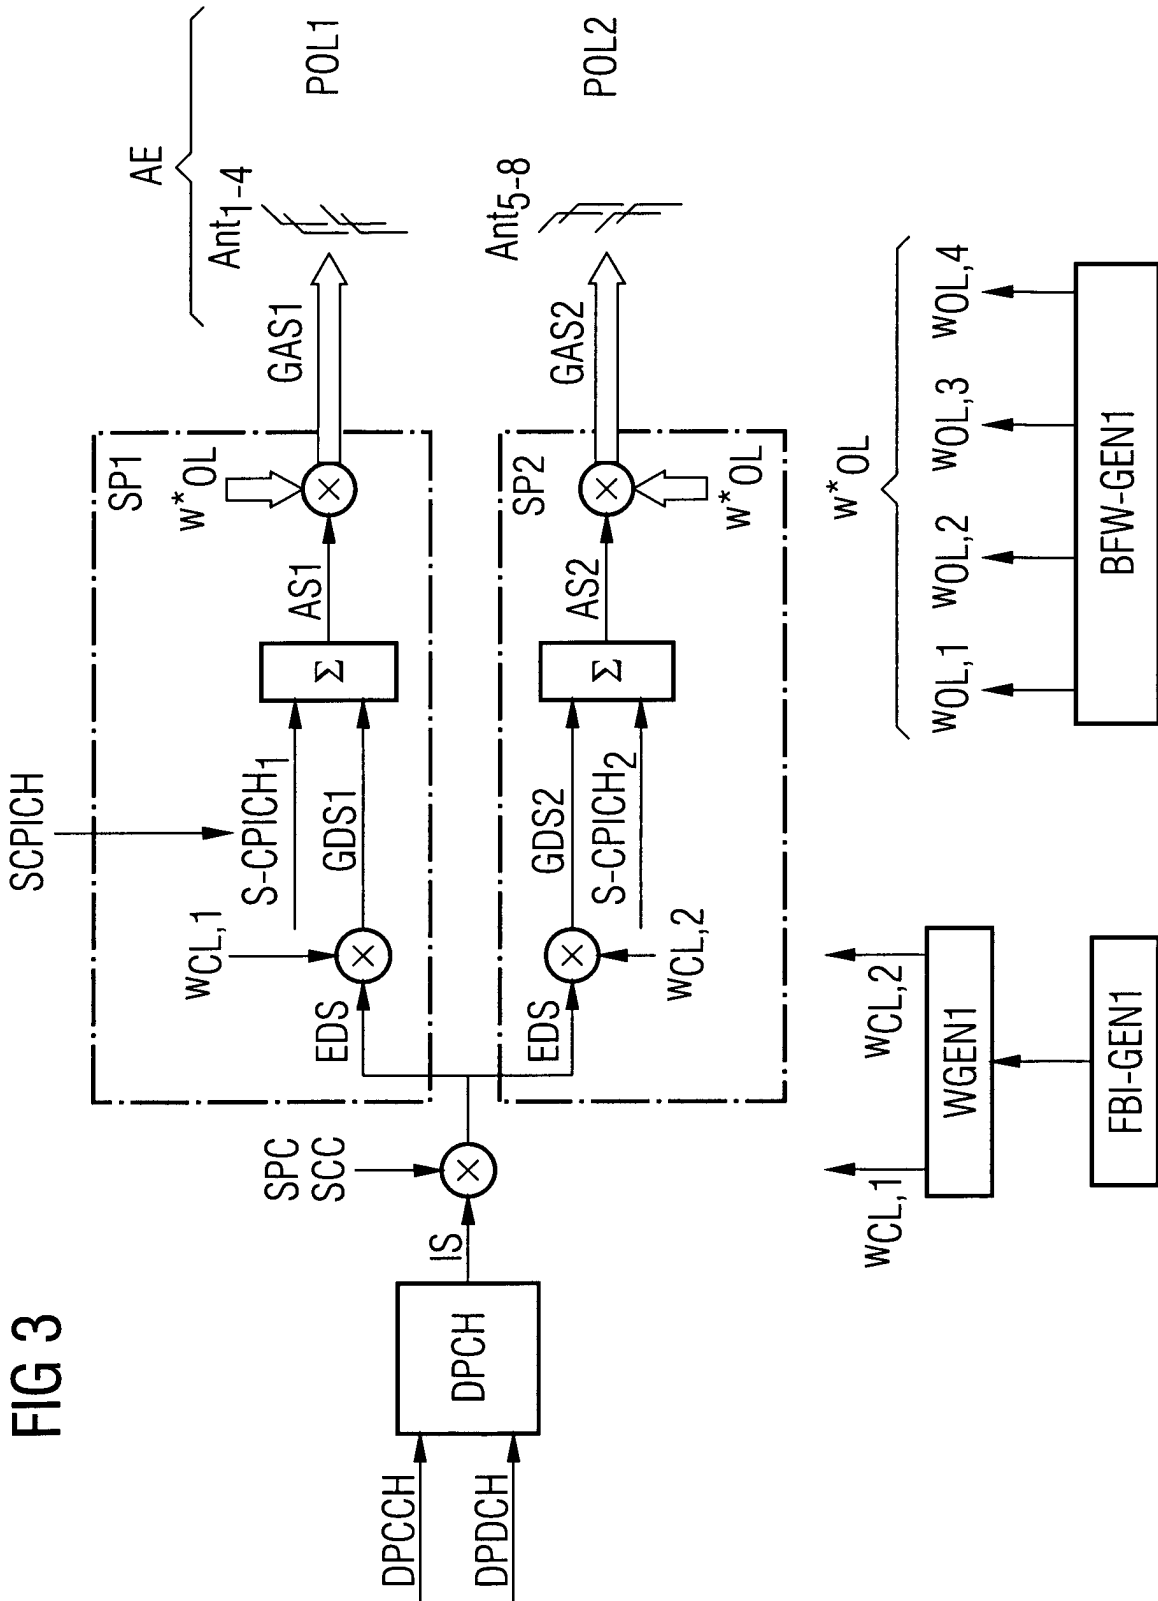 FIG 3
DPCCH
DPDCH
DPCH
IS
SPC
SCC
SCPICH
EDS
wCL,1
S-CPICH1
GDS1
Σ
AS1
SP1
w*OL
GAS1
AE
Ant1-4
POL1
EDS
wCL,2
GDS2
S-CPICH2
Σ
AS2
SP2
w*OL
GAS2
Ant5-8
POL2
wCL,1
wCL,2
WGEN1
FBI-GEN1
w*OL
wOL,1
wOL,2
wOL,3
wOL,4
BFW-GEN1